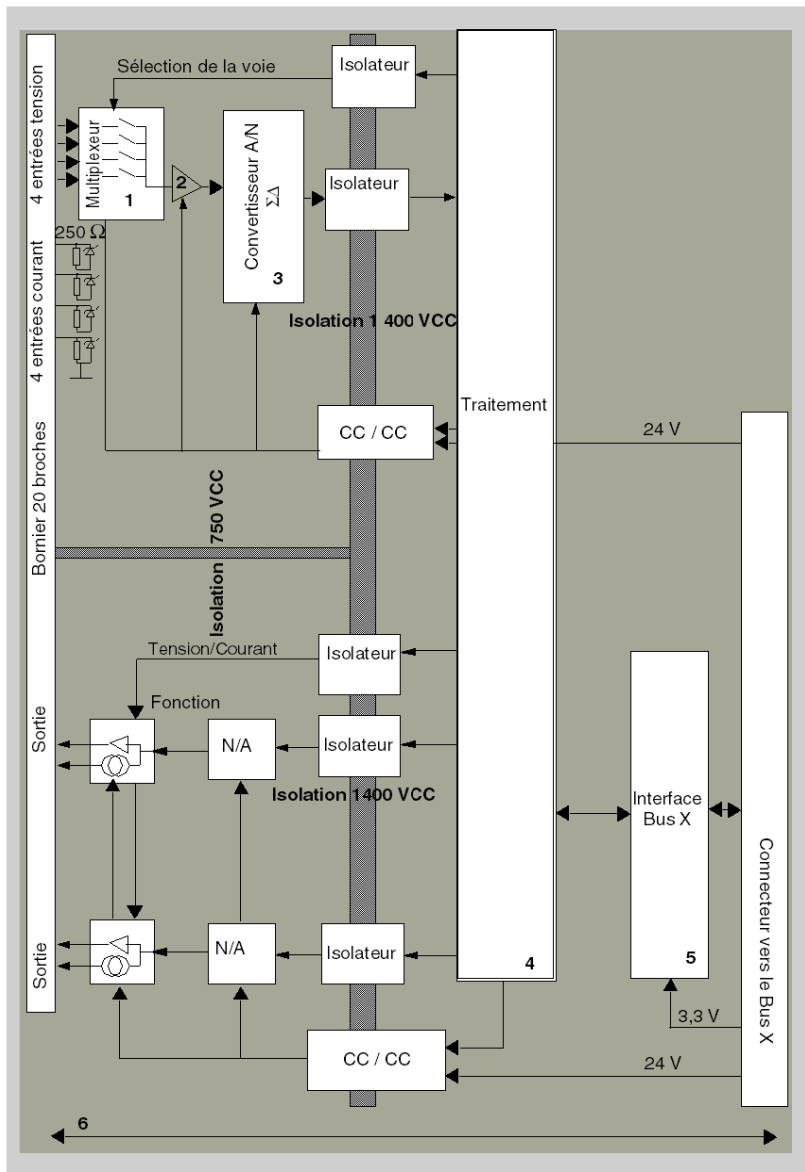 Sélection de la voie
Isolateur
4 entrées tension
Multiplexeur
1
2
Convertisseur A/N
ΣΔ
3
Isolateur
250 Ω
4 entrées courant
Isolation 1 400 VCC
Traitement
CC / CC
24 V
Bornier 20 broches
Isolation 750 VCC
Tension/Courant
Isolateur
Fonction
Sortie
N/A
Isolateur
Isolation 1400 VCC
Interface
Bus X
Connecteur vers le Bus X
Sortie
N/A
Isolateur
4
5
3,3 V
CC / CC
24 V
6